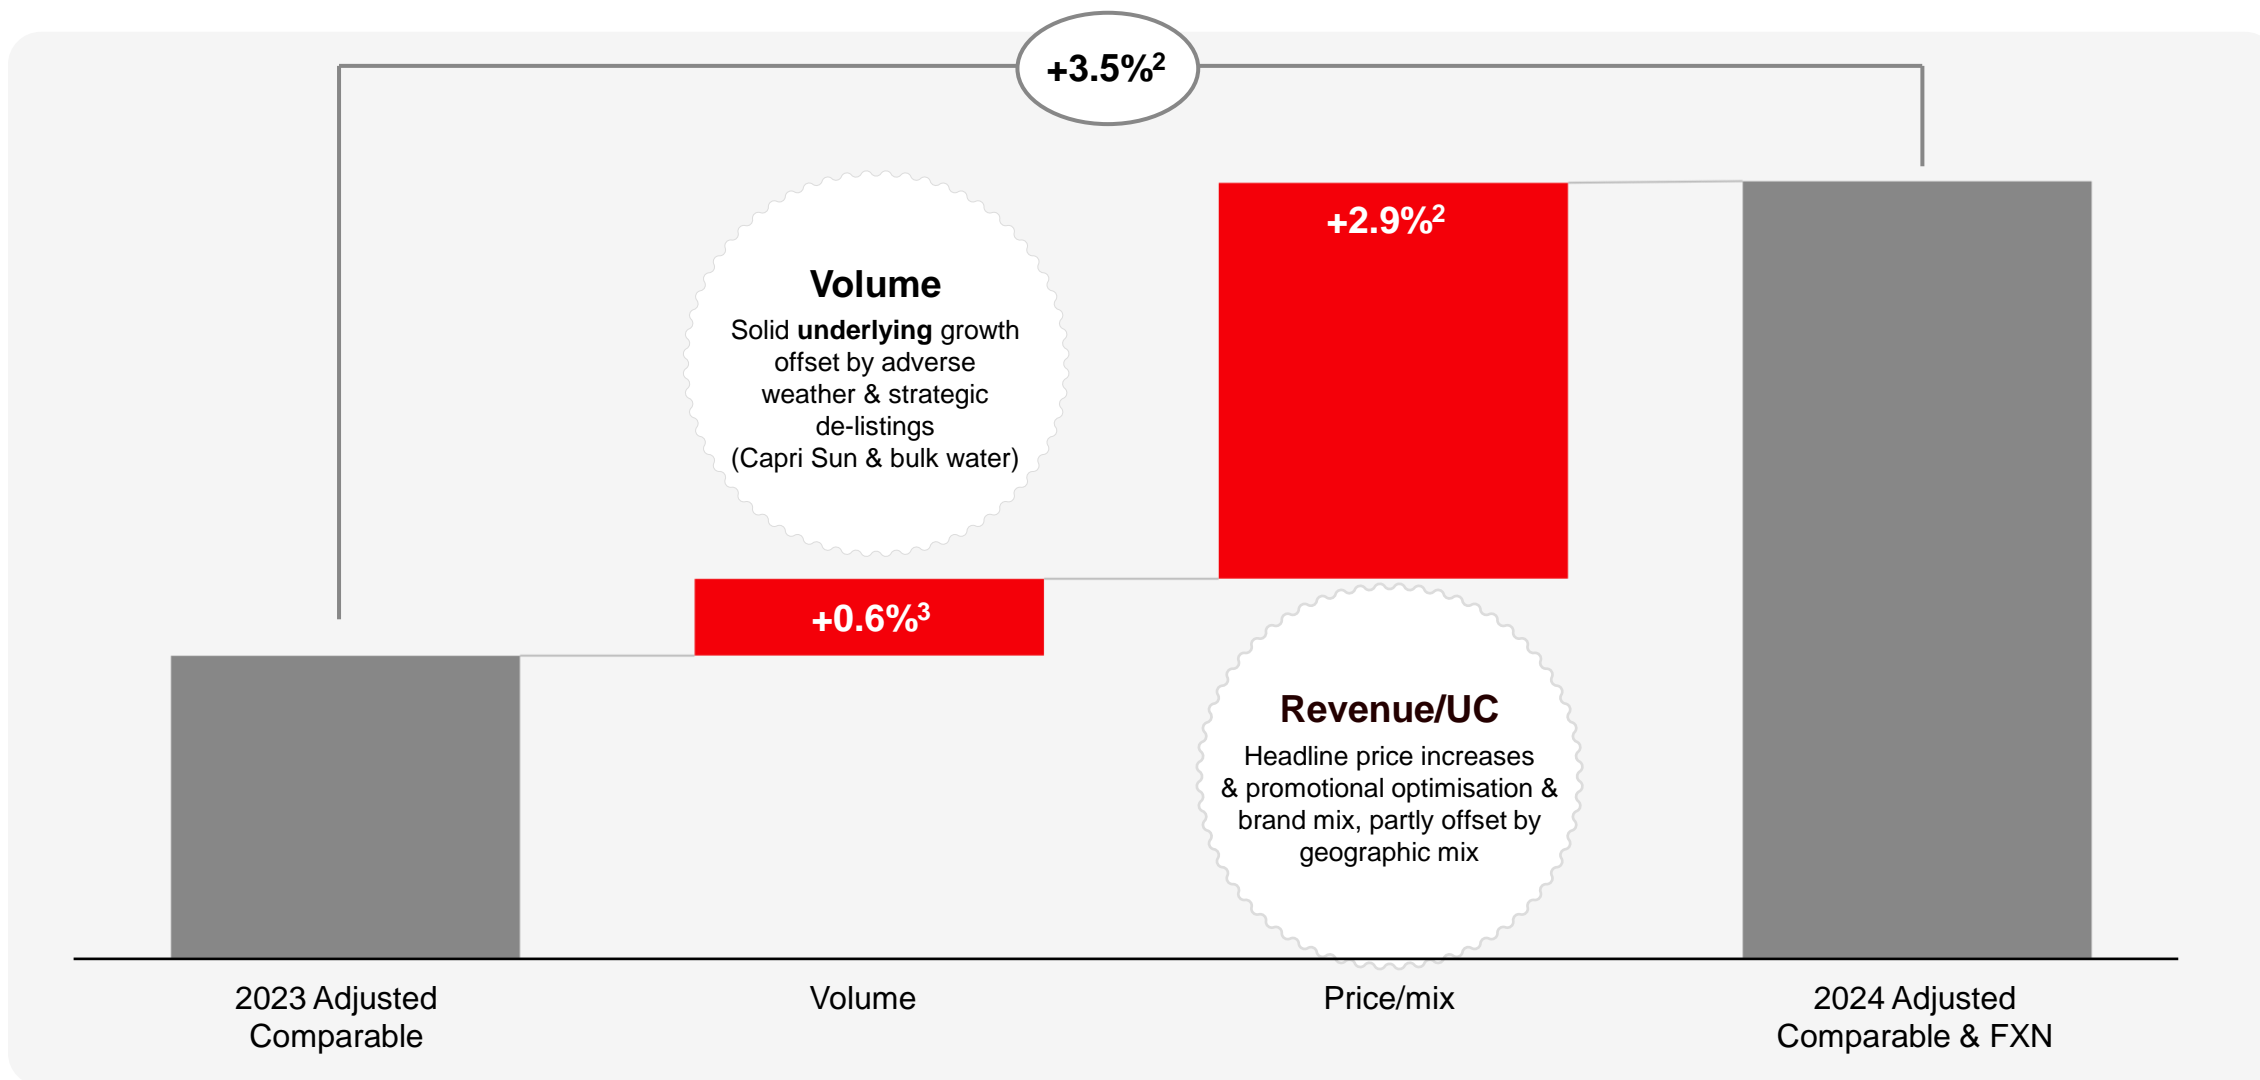 +3.5%²
+2.9%²
Volume
Solid underlying growth
offset by adverse
weather & strategic
de-listings
(Capri Sun & bulk water)
+0.6%³
Revenue/UC
Headline price increases
& promotional optimisation &
brand mix, partly offset by
geographic mix
2023 Adjusted
Comparable
Volume
Price/mix
2024 Adjusted
Comparable & FXN